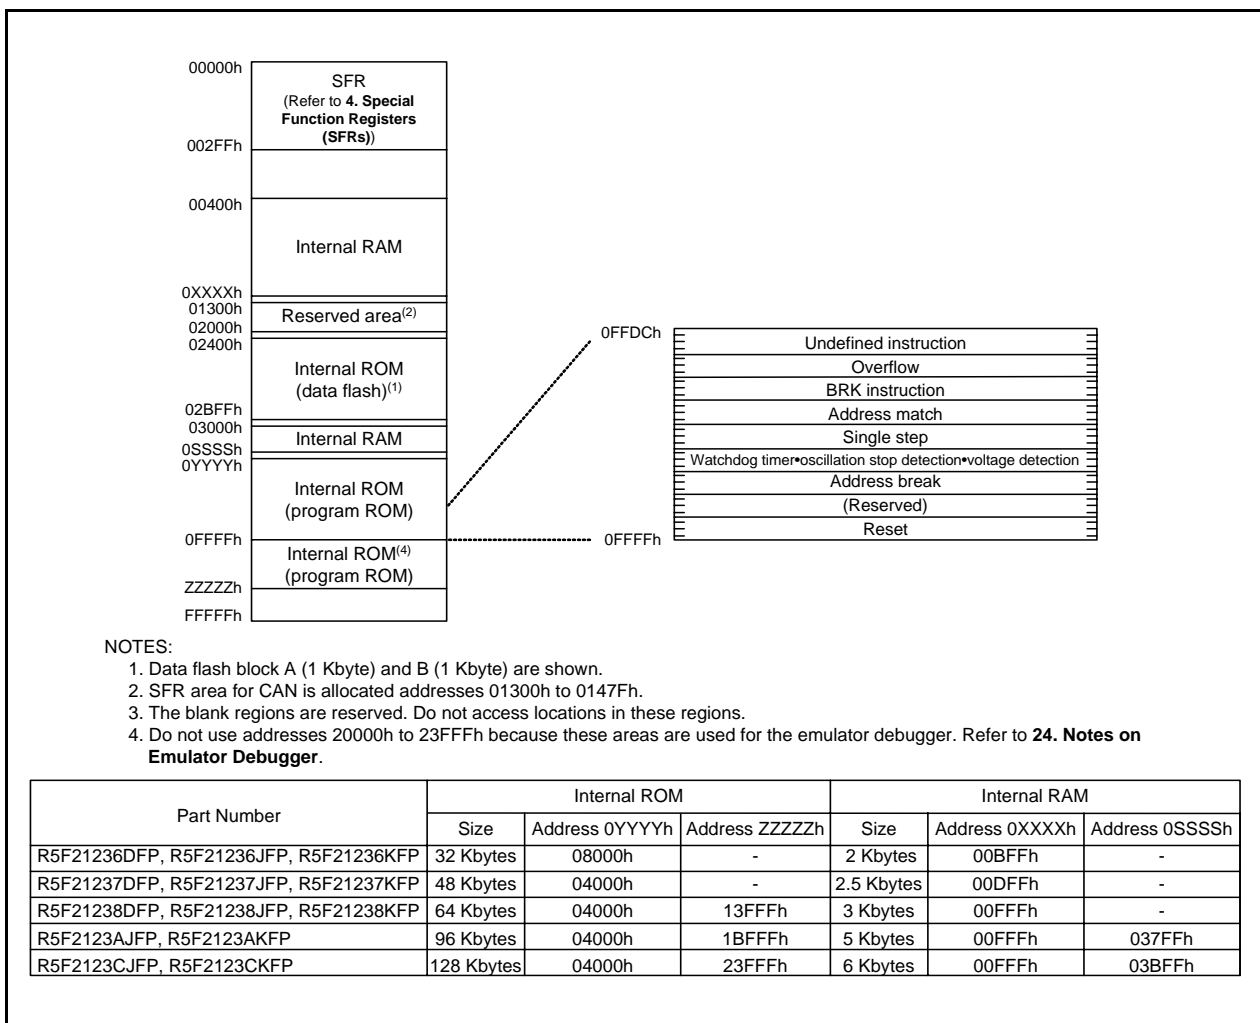 00000h
SFR
(Refer to 4. Special
Function Registers
(SFRs))
002FFh
00400h
Internal RAM
0XXXXh
01300h
Reserved area(2)
02000h
02400h
Internal ROM
(data flash)(1)
02BFFh
03000h
Internal RAM
0SSSSh
0YYYYh
Internal ROM
(program ROM)
0FFFFh
Internal ROM(4)
(program ROM)
ZZZZZh
FFFFFh
0FFDCh
Undefined instruction
Overflow
BRK instruction
Address match
Single step
Watchdog timer•oscillation stop detection•voltage detection
Address break
(Reserved)
Reset
0FFFFh
NOTES:
1. Data flash block A (1 Kbyte) and B (1 Kbyte) are shown.
2. SFR area for CAN is allocated addresses 01300h to 0147Fh.
3. The blank regions are reserved. Do not access locations in these regions.
4. Do not use addresses 20000h to 23FFFh because these areas are used for the emulator debugger. Refer to 24. Notes on
Emulator Debugger.
Part Number Internal ROM Internal RAM
Size Address 0YYYYh Address ZZZZZh Size Address 0XXXXh Address 0SSSSh
R5F21236DFP, R5F21236JFP, R5F21236KFP 32 Kbytes 08000h - 2 Kbytes 00BFFh -
R5F21237DFP, R5F21237JFP, R5F21237KFP 48 Kbytes 04000h - 2.5 Kbytes 00DFFh -
R5F21238DFP, R5F21238JFP, R5F21238KFP 64 Kbytes 04000h 13FFFh 3 Kbytes 00FFFh -
R5F2123AJFP, R5F2123AKFP 96 Kbytes 04000h 1BFFFh 5 Kbytes 00FFFh 037FFh
R5F2123CJFP, R5F2123CKFP 128 Kbytes 04000h 23FFFh 6 Kbytes 00FFFh 03BFFh